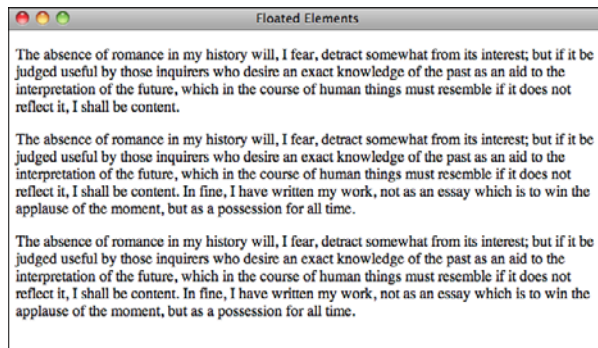 Floated Elements
The absence of romance in my history will, I fear, detract somewhat from its interest; but if it be
judged useful by those inquirers who desire an exact knowledge of the past as an aid to the
interpretation of the future, which in the course of human things must resemble if it does not
reflect it, I shall be content.
The absence of romance in my history will, I fear, detract somewhat from its interest; but if it be
judged useful by those inquirers who desire an exact knowledge of the past as an aid to the
interpretation of the future, which in the course of human things must resemble if it does not
reflect it, I shall be content. In fine, I have written my work, not as an essay which is to win the
applause of the moment, but as a possession for all time.
The absence of romance in my history will, I fear, detract somewhat from its interest; but if it be
judged useful by those inquirers who desire an exact knowledge of the past as an aid to the
interpretation of the future, which in the course of human things must resemble if it does not
reflect it, I shall be content. In fine, I have written my work, not as an essay which is to win the
applause of the moment, but as a possession for all time.